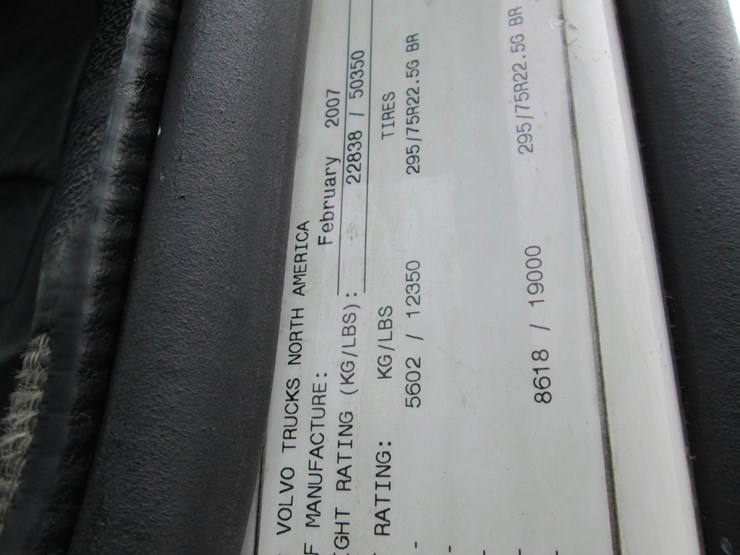 VOLVO TRUCKS NORTH AMERICA
F MANUFACTURE: February 2007
GHT RATING (KG/LBS): 22838 / 50350
RATING: KG/LBS TIRES
- 5602 / 12350 295/75R22.5G BR
-
-
- 8618 / 19000 295/75R22.5G BR